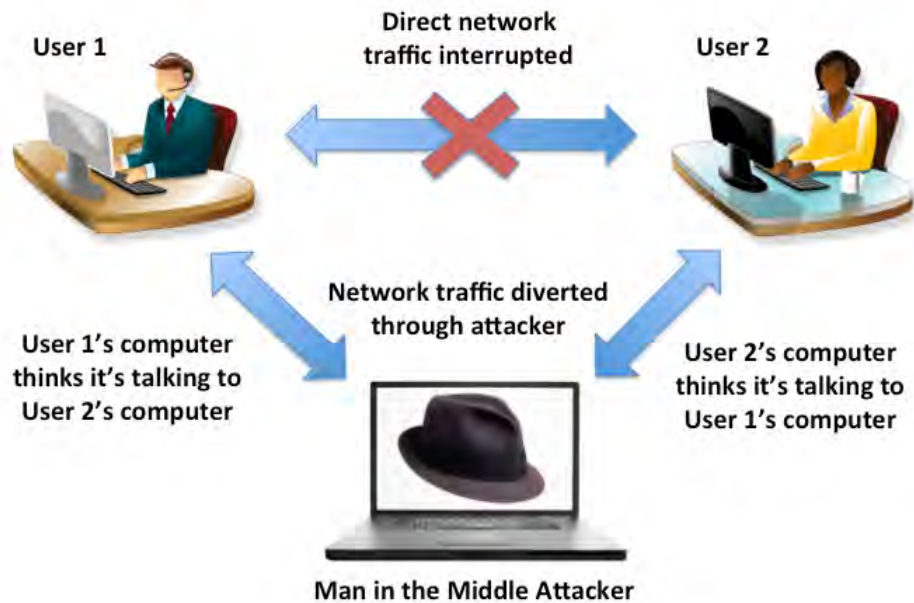 User 1
Direct network
traffic interrupted
User 2
Network traffic diverted
through attacker
User 1’s computer
thinks it’s talking to
User 2’s computer
User 2’s computer
thinks it’s talking to
User 1’s computer
Man in the Middle Attacker